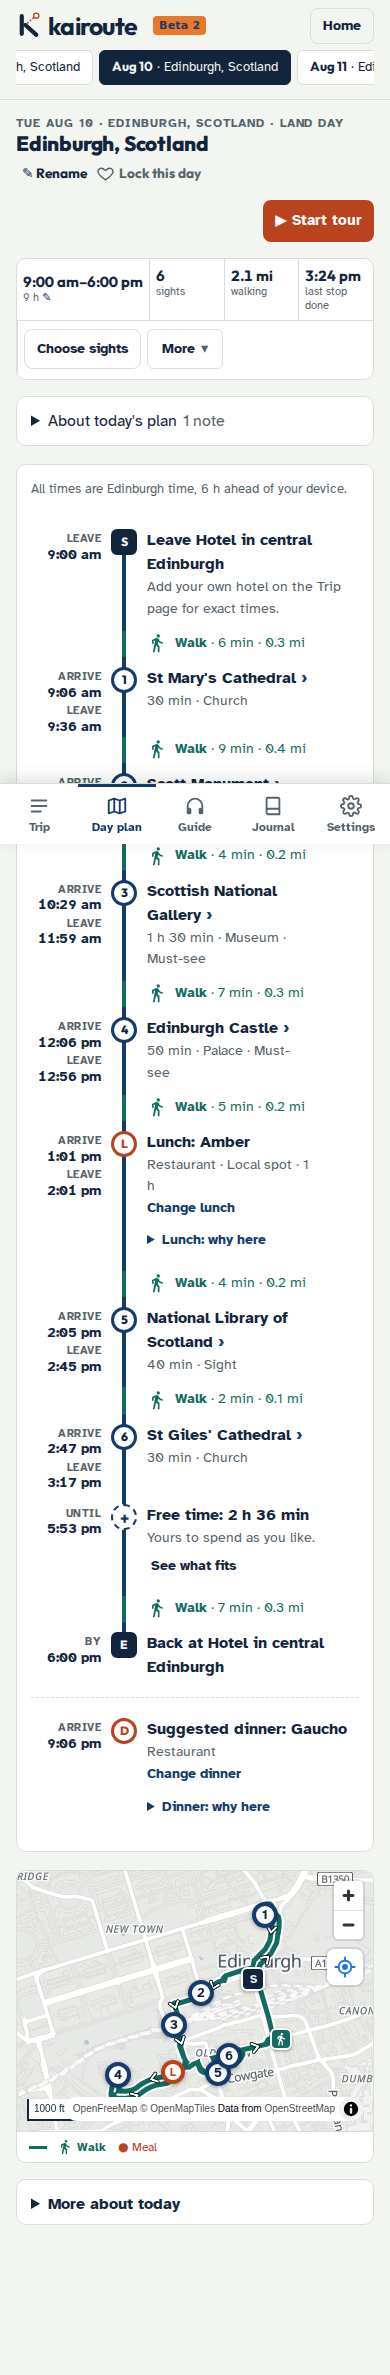 kairoute Beta 2 Home
h, Scotland Aug 10 · Edinburgh, Scotland Aug 11 · Edi
TUE AUG 10 · EDINBURGH, SCOTLAND · LAND DAY
Edinburgh, Scotland
✎ Rename Lock this day
▶ Start tour
9:00 am–6:00 pm
9 h ✎
6
sights
2.1 mi
walking
3:24 pm
last stop
done
Choose sights More ▼
▶ About today's plan 1 note
All times are Edinburgh time, 6 h ahead of your device.
LEAVE
9:00 am
S
Leave Hotel in central
Edinburgh
Add your own hotel on the Trip
page for exact times.
Walk · 6 min · 0.3 mi
ARRIVE
9:06 am
LEAVE
9:36 am
1
St Mary's Cathedral ›
30 min · Church
Walk · 9 min · 0.4 mi
ARRIVE
Scott Monument ›
Trip Day plan Guide Journal Settings
Walk · 4 min · 0.2 mi
ARRIVE
10:29 am
LEAVE
11:59 am
3
Scottish National
Gallery ›
1 h 30 min · Museum ·
Must-see
Walk · 7 min · 0.3 mi
ARRIVE
12:06 pm
LEAVE
12:56 pm
4
Edinburgh Castle ›
50 min · Palace · Must-
see
Walk · 5 min · 0.2 mi
ARRIVE
1:01 pm
LEAVE
2:01 pm
L
Lunch: Amber
Restaurant · Local spot · 1
h
Change lunch
▶ Lunch: why here
Walk · 4 min · 0.2 mi
ARRIVE
2:05 pm
LEAVE
2:45 pm
5
National Library of
Scotland ›
40 min · Sight
Walk · 2 min · 0.1 mi
ARRIVE
2:47 pm
LEAVE
3:17 pm
6
St Giles' Cathedral ›
30 min · Church
UNTIL
5:53 pm
+
Free time: 2 h 36 min
Yours to spend as you like.
See what fits
Walk · 7 min · 0.3 mi
BY
6:00 pm
E
Back at Hotel in central
Edinburgh
ARRIVE
9:06 pm
D
Suggested dinner: Gaucho
Restaurant
Change dinner
▶ Dinner: why here
RIDGE
B1350
+
1
NEW TOWN
−
Edinburgh
A1
S
2
CANON
3
OLD
6
L
5
4
Cowgate
DUMB
1000 ft OpenFreeMap © OpenMapTiles Data from OpenStreetMap
Walk Meal
▶ More about today